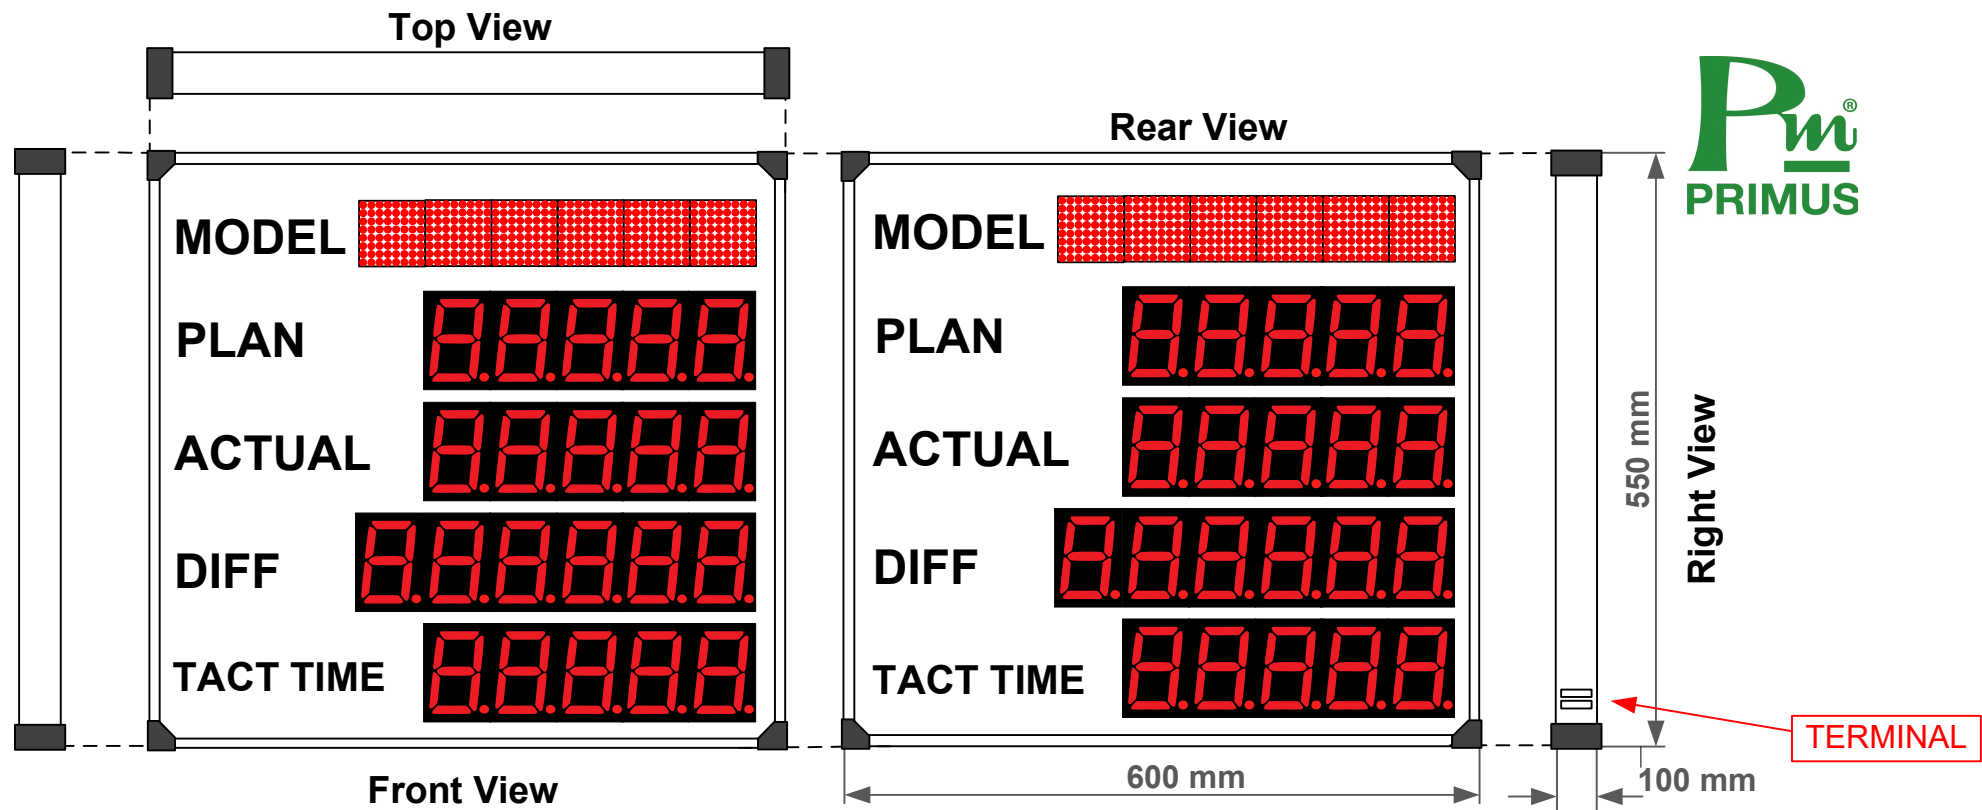 Top View
Rear View
Pm®
PRIMUS
MODEL
PLAN
ACTUAL
DIFF
TACT TIME
MODEL
PLAN
ACTUAL
DIFF
TACT TIME
550 mm
Right View
TERMINAL
Front View
600 mm
100 mm